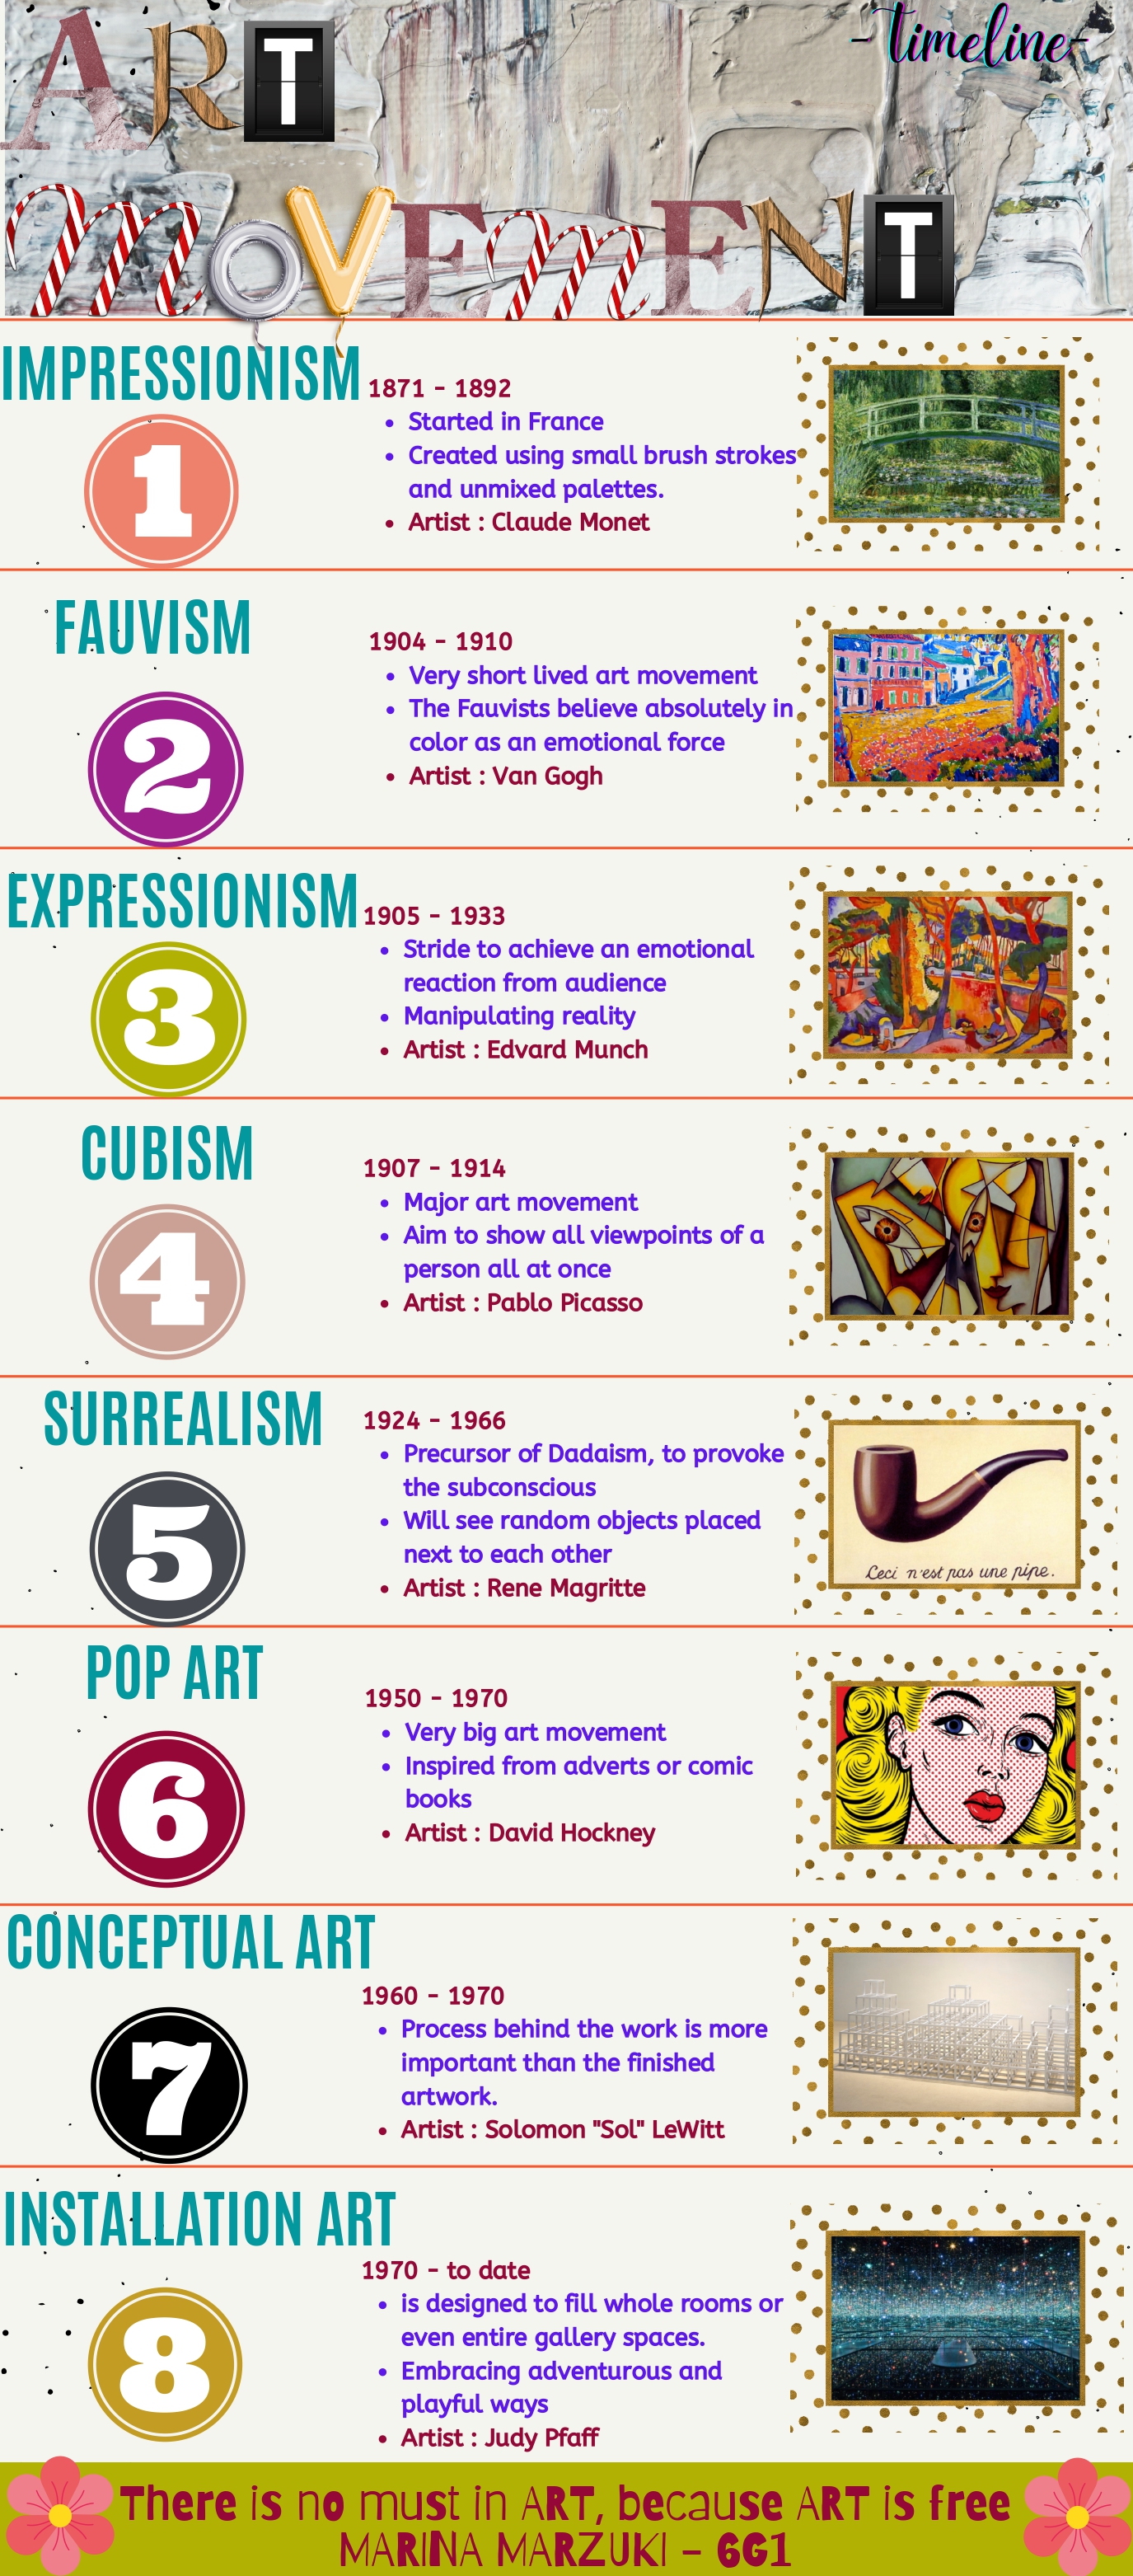 ART
-timeline-
MOVEMENT
IMPRESSIONISM
1
1871 - 1892
Started in France
Created using small brush strokes
and unmixed palettes.
Artist : Claude Monet
FAUVISM
2
1904 - 1910
Very short lived art movement
The Fauvists believe absolutely in
color as an emotional force
Artist : Van Gogh
EXPRESSIONISM
3
1905 - 1933
Stride to achieve an emotional
reaction from audience
Manipulating reality
Artist : Edvard Munch
CUBISM
4
1907 - 1914
Major art movement
Aim to show all viewpoints of a
person all at once
Artist : Pablo Picasso
SURREALISM
5
1924 - 1966
Precursor of Dadaism, to provoke
the subconscious
Will see random objects placed
next to each other
Artist : Rene Magritte
Ceci n'est pas une pipe.
POP ART
6
1950 - 1970
Very big art movement
Inspired from adverts or comic
books
Artist : David Hockney
CONCEPTUAL ART
7
1960 - 1970
Process behind the work is more
important than the finished
artwork.
Artist : Solomon "Sol" LeWitt
INSTALLATION ART
8
1970 - to date
is designed to fill whole rooms or
even entire gallery spaces.
Embracing adventurous and
playful ways
Artist : Judy Pfaff
There is no must in ART, because ART is free
MARINA MARZUKI - 6G1